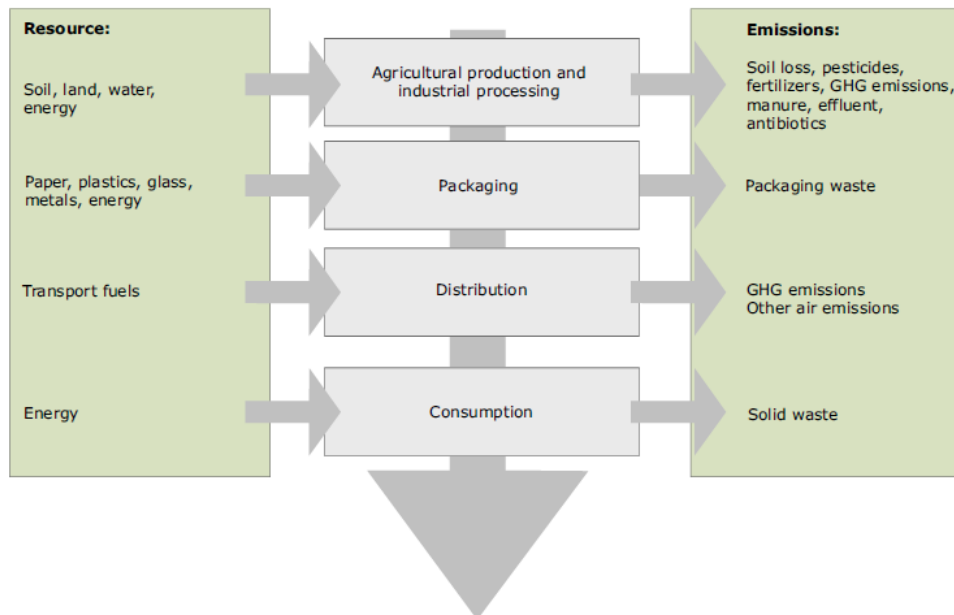 Resource:
Emissions:
Soil, land, water,
energy
Agricultural production and
industrial processing
Soil loss, pesticides,
fertilizers, GHG emissions,
manure, effluent,
antibiotics
Paper, plastics, glass,
metals, energy
Packaging
Packaging waste
Transport fuels
Distribution
GHG emissions
Other air emissions
Energy
Consumption
Solid waste